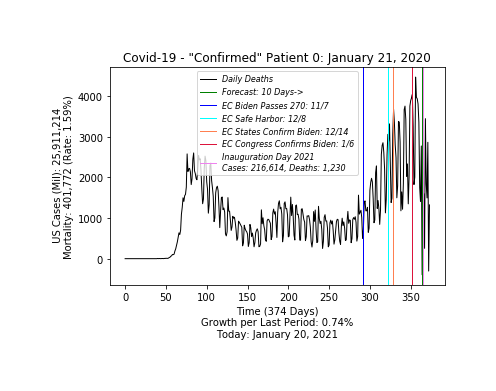 Covid-19 - "Confirmed" Patient 0: January 21, 2020
US Cases (Mil): 25,911,214
Mortality: 401,772 (Rate: 1.59%)
4000
3000
2000
1000
0
Daily Deaths
Forecast: 10 Days->
EC Biden Passes 270: 11/7
EC Safe Harbor: 12/8
EC States Confirm Biden: 12/14
EC Congress Confirms Biden: 1/6
Inauguration Day 2021
Cases: 216,614, Deaths: 1,230
0 50 100 150 200 250 300 350
Time (374 Days)
Growth per Last Period: 0.74%
Today: January 20, 2021